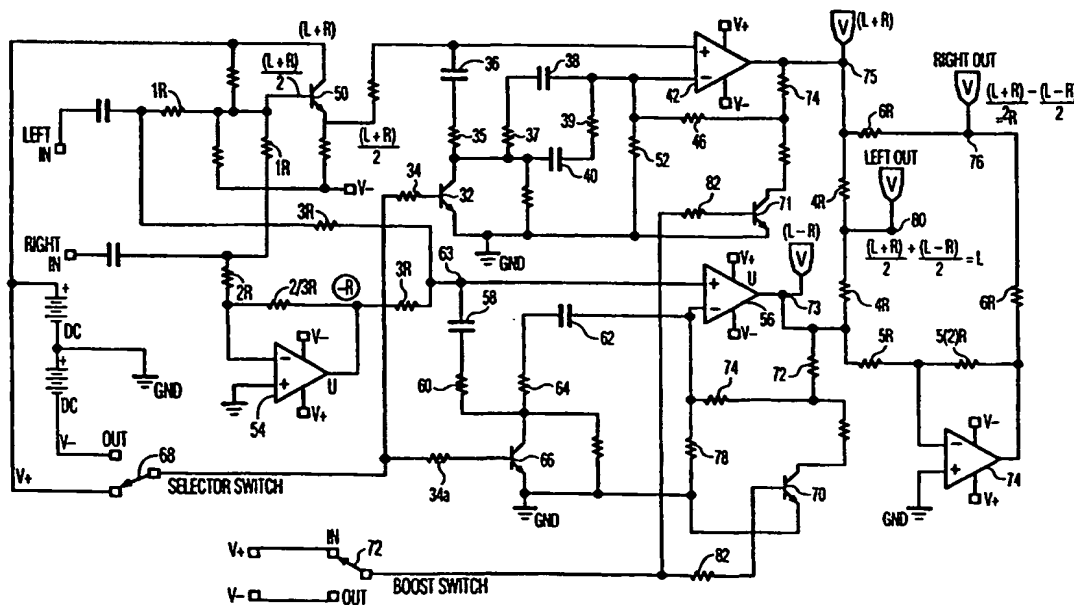 (L+R)
V+
V
(L+R)
(L+R)
2
50
36
38
+
−
42
V−
75
RIGHT OUT
V
(L+R) − (L−R)
2 2
=R
1R
35
37
39
74
6R
76
LEFT IN
1R
(L+R)
2
V−
46
52
40
LEFT OUT
V
34
32
82
71
4R
80
3R
GND
(L−R)
V
(L+R) + (L−R) = L
2 2
RIGHT IN
63
V+
U
+
−
56
V−
73
2R
2/3R
−R
3R
58
62
4R
6R
+
DC
+
DC
GND
V−
−
+
U
54
V+
60
64
74
72
5R
5(2)R
V−
OUT
68
V+
SELECTOR SWITCH
34a
66
78
70
V−
−
+
74
V+
GND
GND
V+
IN
72
V−
OUT
BOOST SWITCH
82